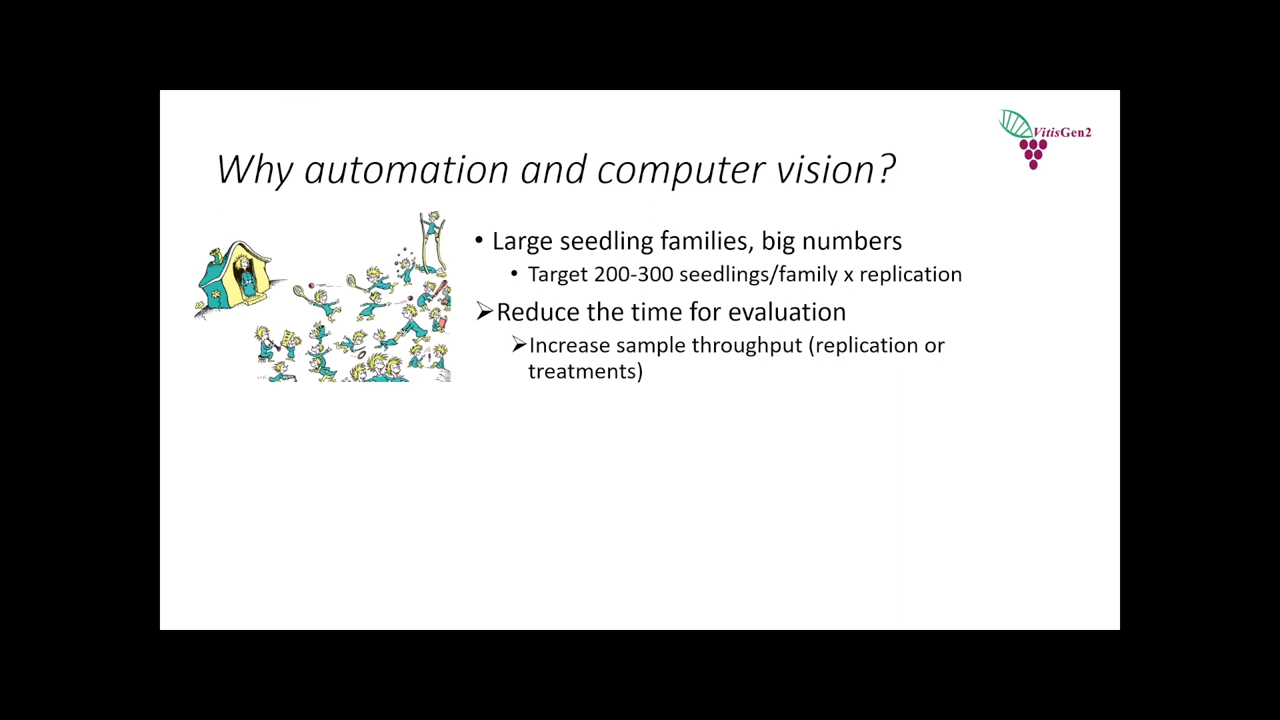 VitisGen2
Why automation and computer vision?
• Large seedling families, big numbers
• Target 200-300 seedlings/family x replication
➢Reduce the time for evaluation
➢Increase sample throughput (replication or
treatments)